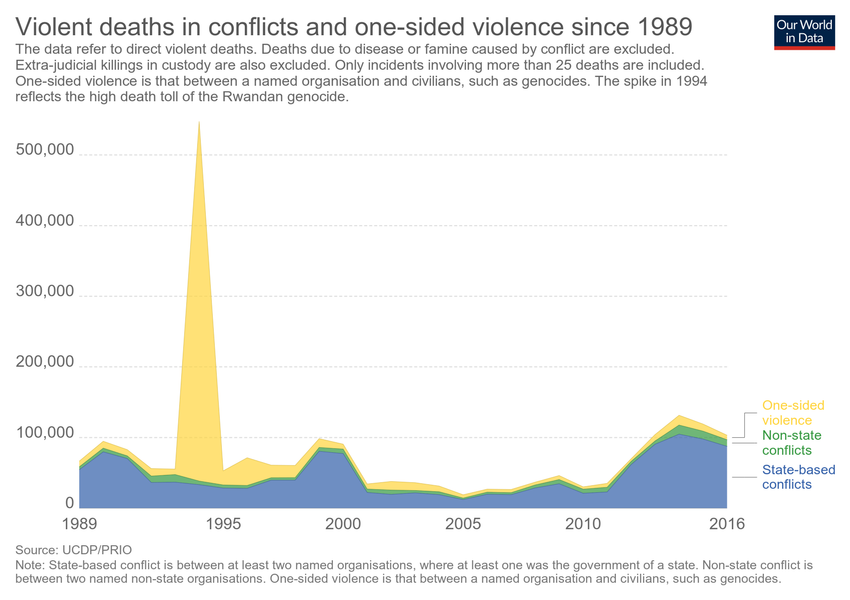 Violent deaths in conflicts and one-sided violence since 1989
Our World
in Data
The data refer to direct violent deaths. Deaths due to disease or famine caused by conflict are excluded.
Extra-judicial killings in custody are also excluded. Only incidents involving more than 25 deaths are included.
One-sided violence is that between a named organisation and civilians, such as genocides. The spike in 1994
reflects the high death toll of the Rwandan genocide.
500,000
400,000
300,000
200,000
100,000
0
One-sided
violence
Non-state
conflicts
State-based
conflicts
1989
1995
2000
2005
2010
2016
Source: UCDP/PRIO
Note: State-based conflict is between at least two named organisations, where at least one was the government of a state. Non-state conflict is
between two named non-state organisations. One-sided violence is that between a named organisation and civilians, such as genocides.